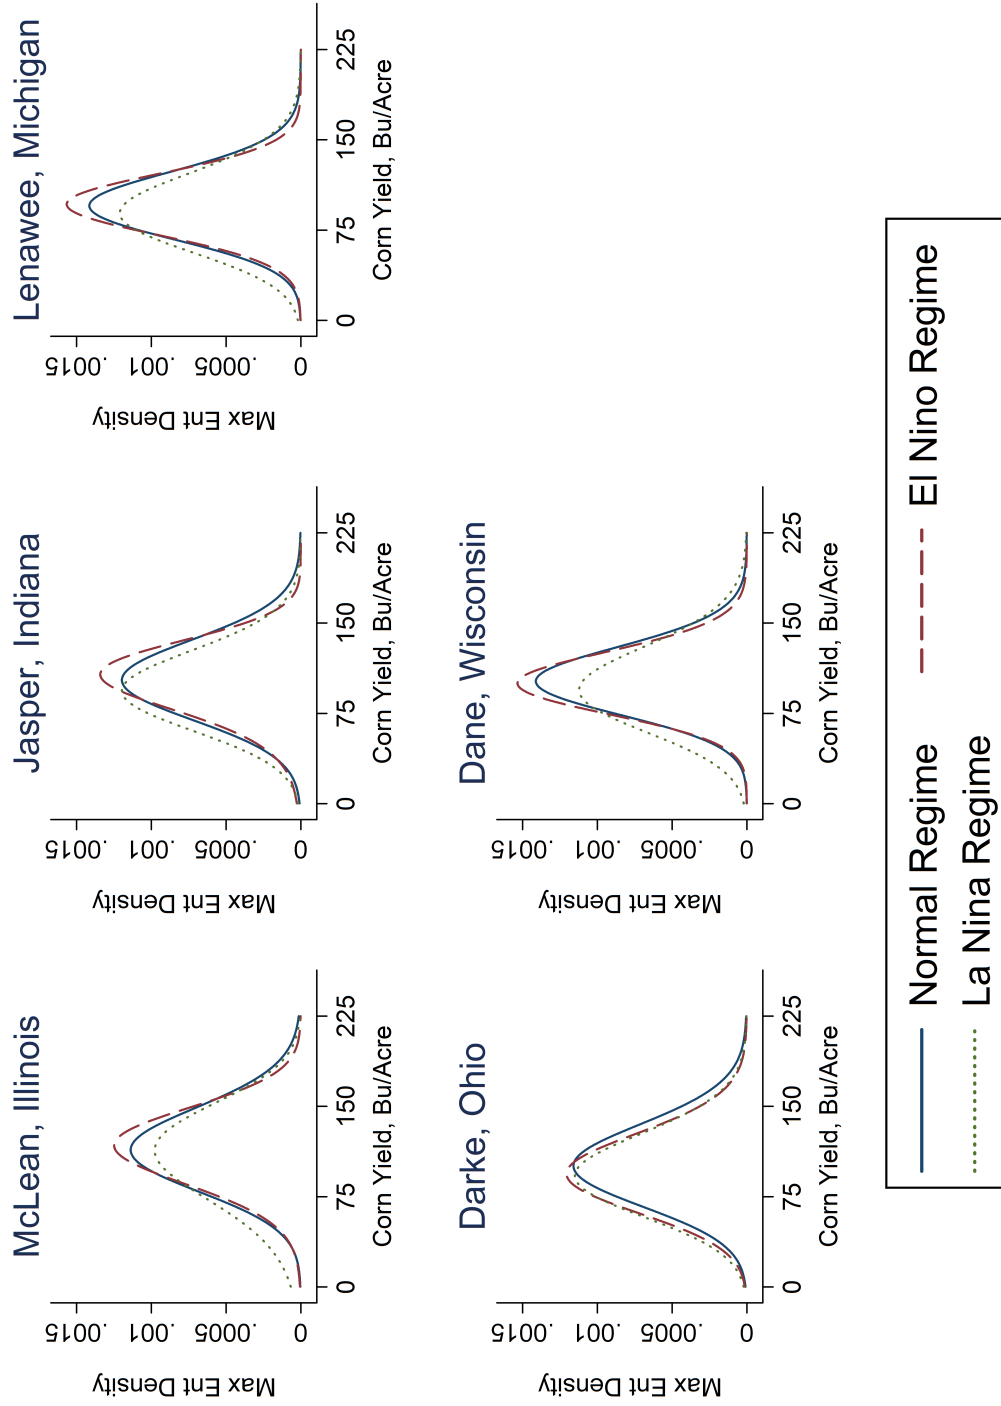 McLean, Illinois
Max Ent Density
.0015
.001
.0005
0
0
75
150
225
Corn Yield, Bu/Acre
Jasper, Indiana
Max Ent Density
.0015
.001
.0005
0
0
75
150
225
Corn Yield, Bu/Acre
Lenawee, Michigan
Max Ent Density
.0015
.001
.0005
0
0
75
150
225
Corn Yield, Bu/Acre
Darke, Ohio
Max Ent Density
.0015
.001
.0005
0
0
75
150
225
Corn Yield, Bu/Acre
Dane, Wisconsin
Max Ent Density
.0015
.001
.0005
0
0
75
150
225
Corn Yield, Bu/Acre
Normal Regime
El Nino Regime
La Nina Regime